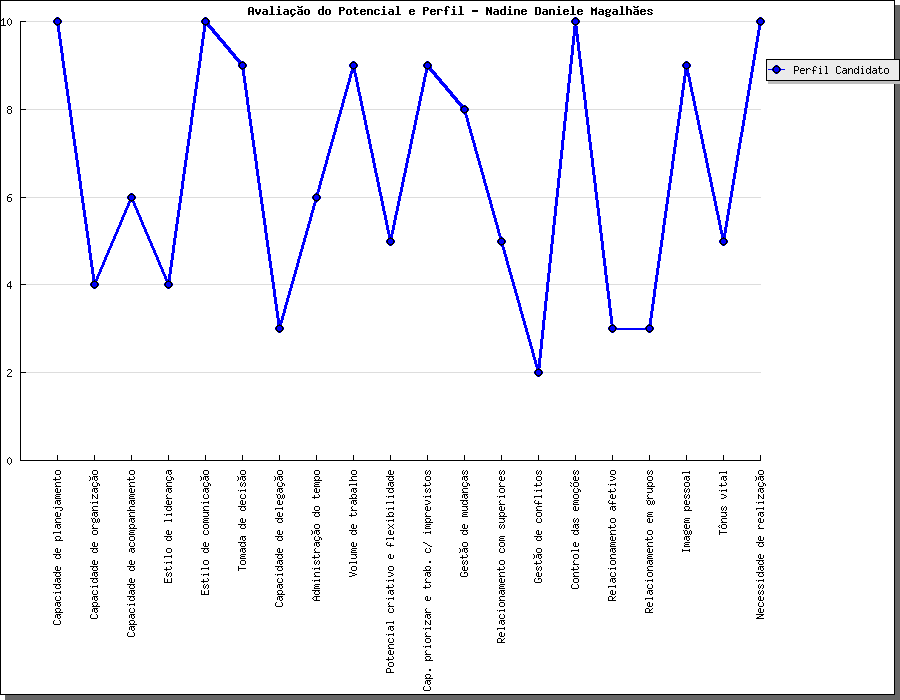 Avaliação do Potencial e Perfil - Nadine Daniele Magalhães
10
8
6
4
2
0
Perfil Candidato
Capacidade de planejamento
Capacidade de organização
Capacidade de acompanhamento
Estilo de liderança
Estilo de comunicação
Tomada de decisão
Capacidade de delegação
Administração do tempo
Volume de trabalho
Potencial criativo e flexibilidade
Cap. priorizar e trab. c/ imprevistos
Gestão de mudanças
Relacionamento com superiores
Gestão de conflitos
Controle das emoções
Relacionamento afetivo
Relacionamento em grupos
Imagem pessoal
Tônus vital
Necessidade de realização